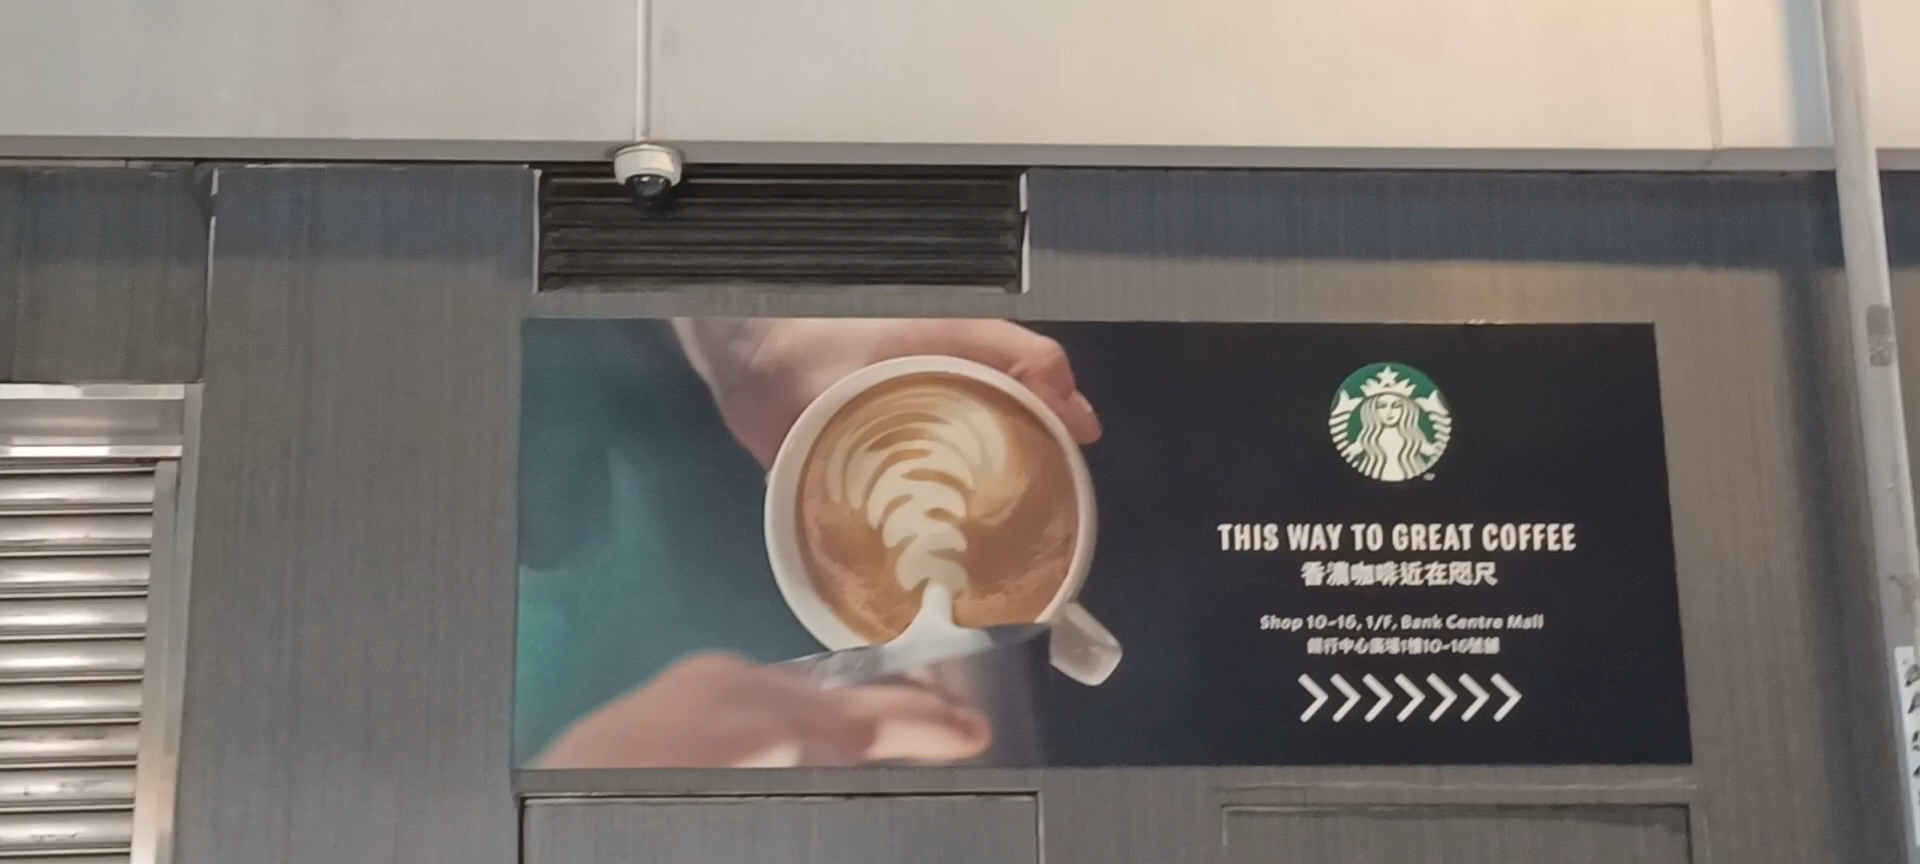 THIS WAY TO GREAT COFFEE
香濃咖啡近在咫尺
Shop 10-16, 1/F, Bank Centre Mall
銀行中心廣場1樓10-16號舖